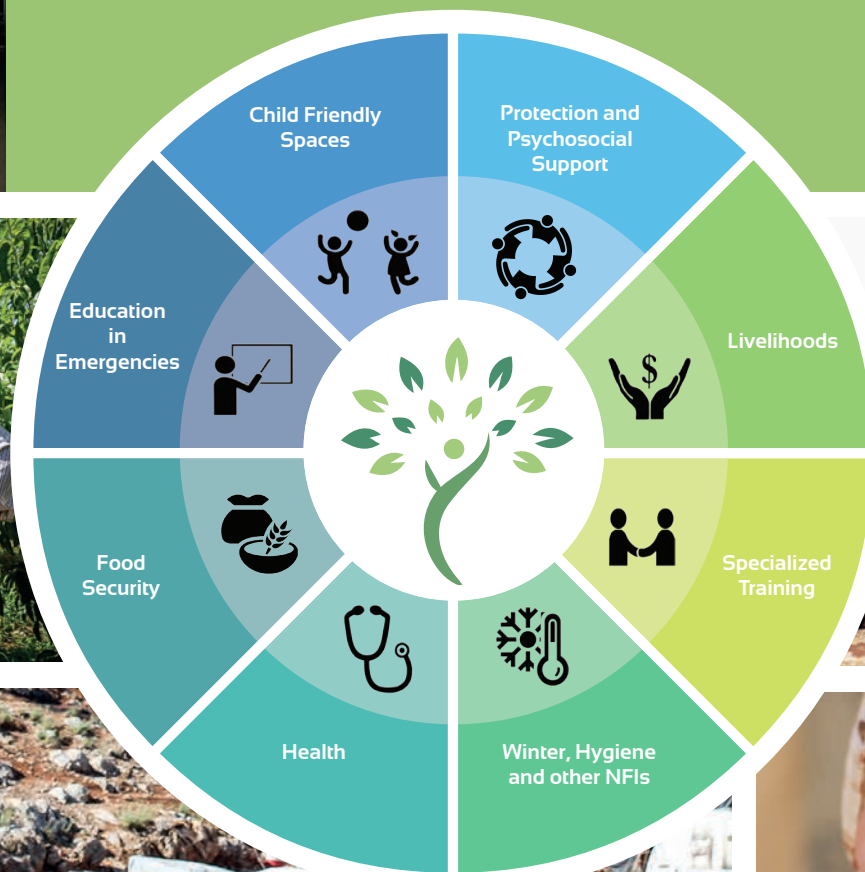 Child Friendly
Spaces
Protection and
Psychosocial
Support
Livelihoods
Specialized
Training
Winter, Hygiene
and other NFIs
Health
Food
Security
Education
in
Emergencies
$